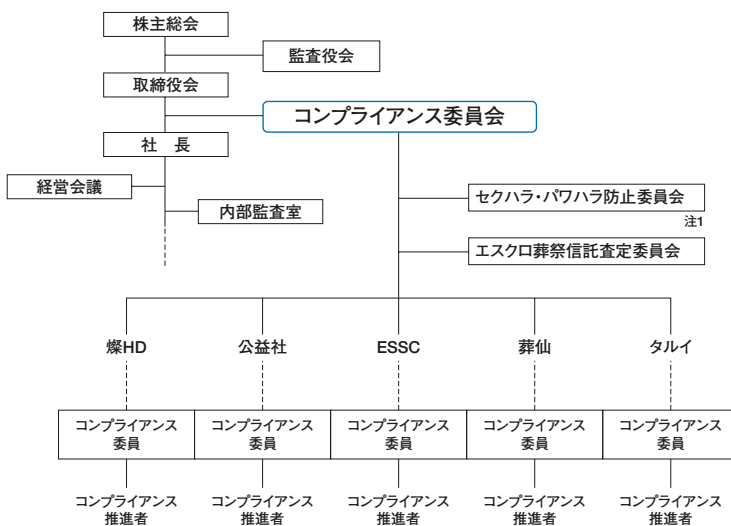 株主総会
監査役会
取締役会
コンプライアンス委員会
社 長
経営会議
セクハラ・パワハラ防止委員会
内部監査室
注1
エスクロ葬祭信託査定委員会
燦HD
公益社
ESSC
葬仙
タルイ
コンプライアンス
委員
コンプライアンス
委員
コンプライアンス
委員
コンプライアンス
委員
コンプライアンス
委員
コンプライアンス
推進者
コンプライアンス
推進者
コンプライアンス
推進者
コンプライアンス
推進者
コンプライアンス
推進者